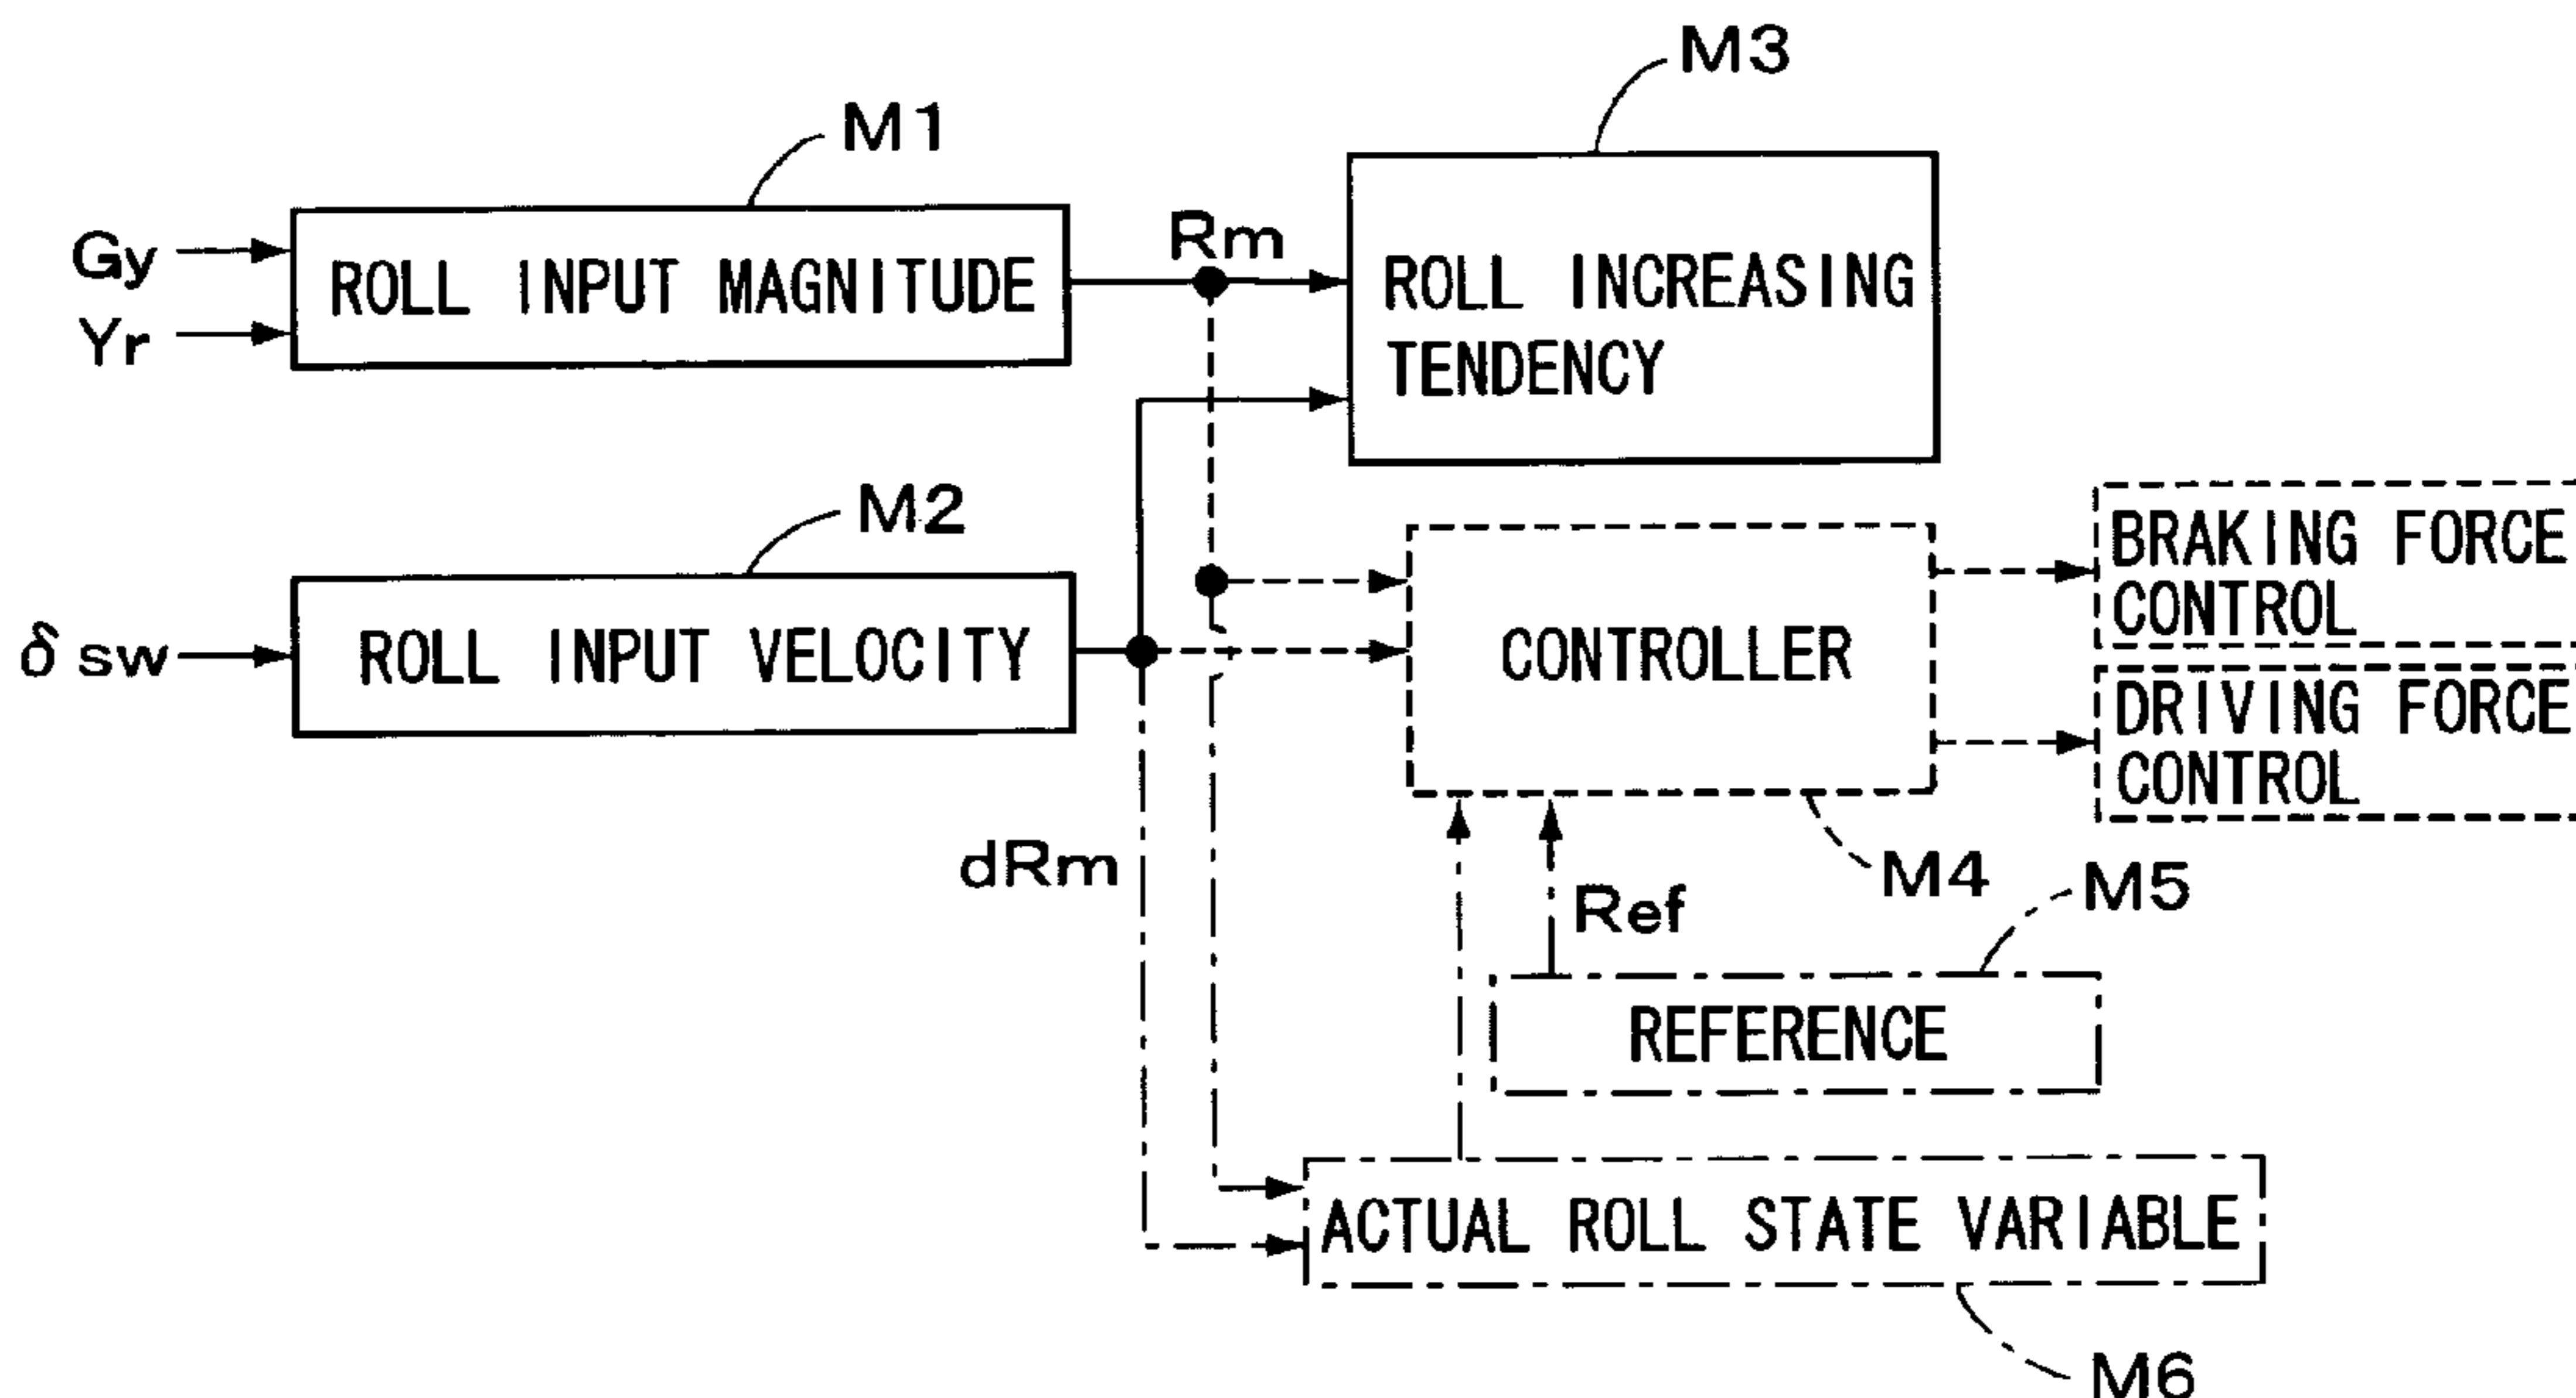 M3
M1
Gy
Yr
ROLL INPUT MAGNITUDE
Rm
ROLL INCREASING
TENDENCY
M2
δ sw
ROLL INPUT VELOCITY
CONTROLLER
BRAKING FORCE
CONTROL
DRIVING FORCE
CONTROL
dRm
M4
M5
Ref
REFERENCE
ACTUAL ROLL STATE VARIABLE
M6